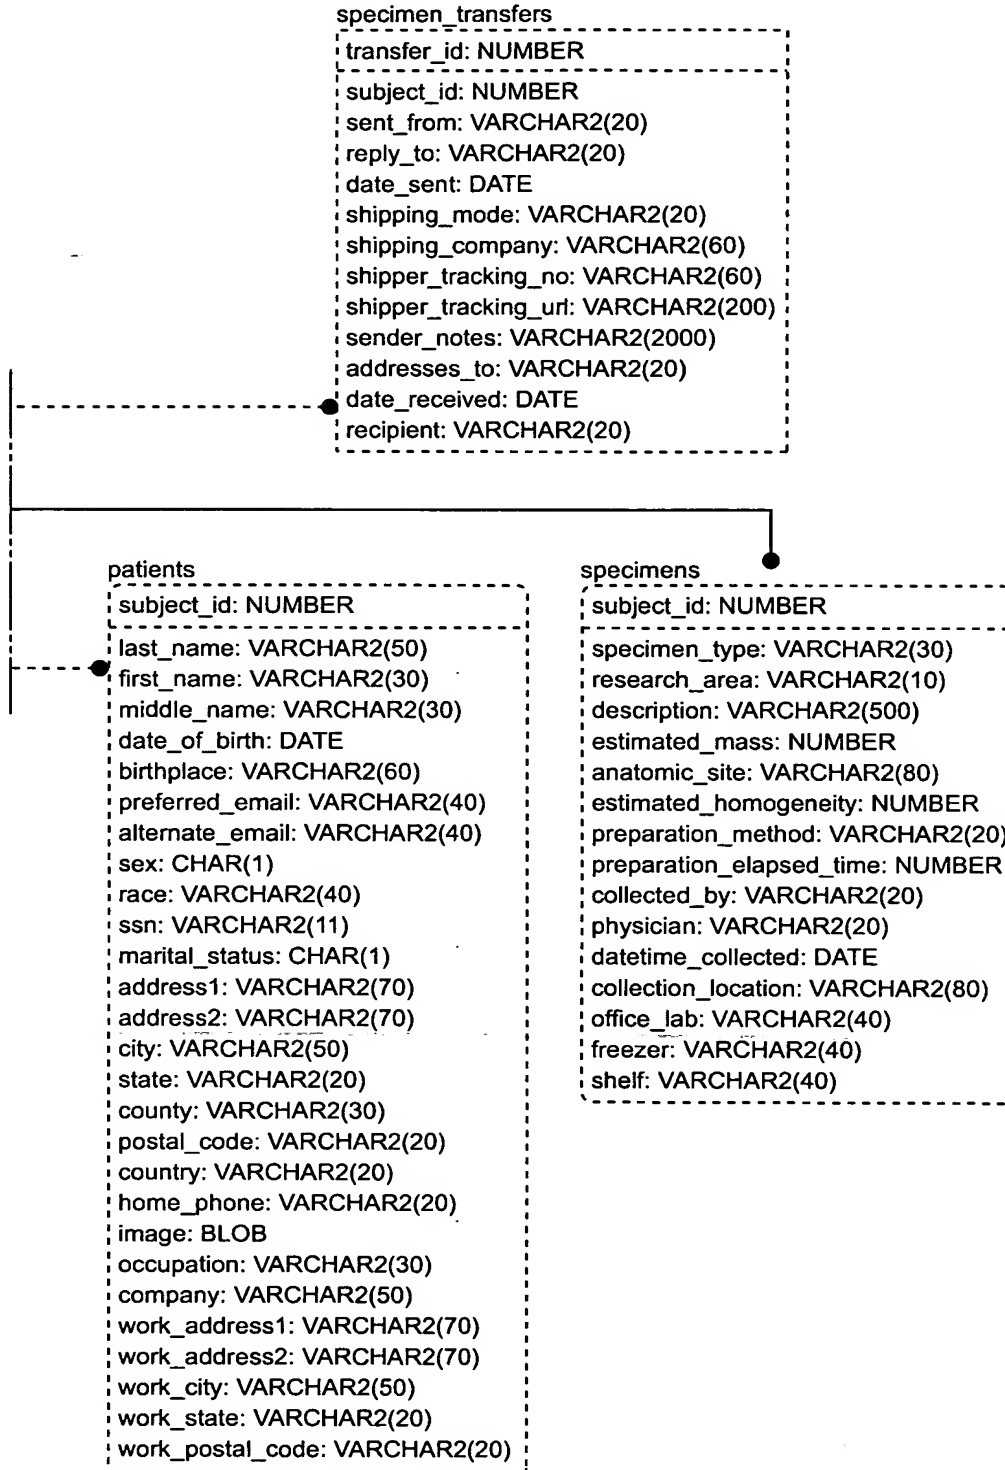 specimen_transfers
transfer_id: NUMBER
subject_id: NUMBER
sent_from: VARCHAR2(20)
reply_to: VARCHAR2(20)
date_sent: DATE
shipping_mode: VARCHAR2(20)
shipping_company: VARCHAR2(60)
shipper_tracking_no: VARCHAR2(60)
shipper_tracking_url: VARCHAR2(200)
sender_notes: VARCHAR2(2000)
addresses_to: VARCHAR2(20)
date_received: DATE
recipient: VARCHAR2(20)
patients
subject_id: NUMBER
last_name: VARCHAR2(50)
first_name: VARCHAR2(30)
middle_name: VARCHAR2(30)
date_of_birth: DATE
birthplace: VARCHAR2(60)
preferred_email: VARCHAR2(40)
alternate_email: VARCHAR2(40)
sex: CHAR(1)
race: VARCHAR2(40)
ssn: VARCHAR2(11)
marital_status: CHAR(1)
address1: VARCHAR2(70)
address2: VARCHAR2(70)
city: VARCHAR2(50)
state: VARCHAR2(20)
county: VARCHAR2(30)
postal_code: VARCHAR2(20)
country: VARCHAR2(20)
home_phone: VARCHAR2(20)
image: BLOB
occupation: VARCHAR2(30)
company: VARCHAR2(50)
work_address1: VARCHAR2(70)
work_address2: VARCHAR2(70)
work_city: VARCHAR2(50)
work_state: VARCHAR2(20)
work_postal_code: VARCHAR2(20)
specimens
subject_id: NUMBER
specimen_type: VARCHAR2(30)
research_area: VARCHAR2(10)
description: VARCHAR2(500)
estimated_mass: NUMBER
anatomic_site: VARCHAR2(80)
estimated_homogeneity: NUMBER
preparation_method: VARCHAR2(20)
preparation_elapsed_time: NUMBER
collected_by: VARCHAR2(20)
physician: VARCHAR2(20)
datetime_collected: DATE
collection_location: VARCHAR2(80)
office_lab: VARCHAR2(40)
freezer: VARCHAR2(40)
shelf: VARCHAR2(40)